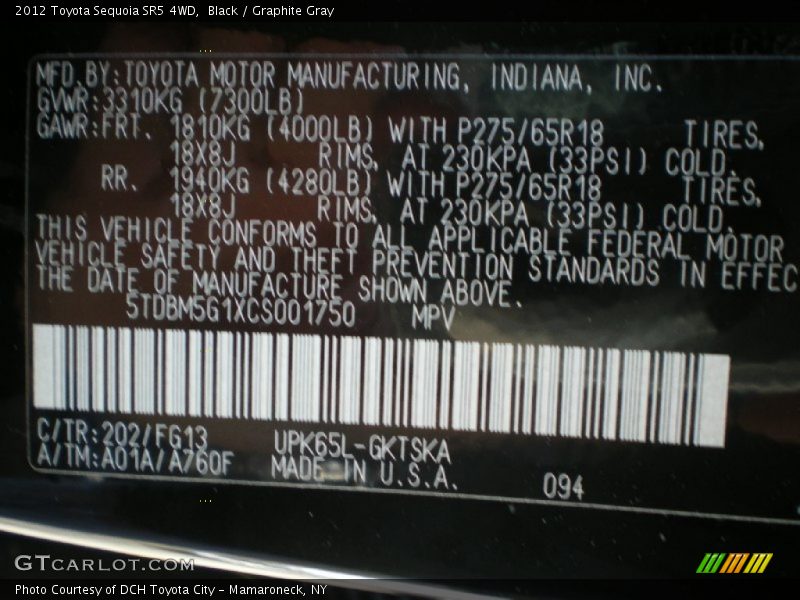 2012 Toyota Sequoia SR5 4WD, Black / Graphite Gray
MFD.BY:TOYOTA MOTOR MANUFACTURING, INDIANA, INC.
GVWR:3310KG (7300LB)
GAWR:FRT. 1810KG (4000LB) WITH P275/65R18 TIRES,
18X8J RIMS, AT 230KPA (33PSI) COLD.
RR. 1940KG (4280LB) WITH P275/65R18 TIRES,
18X8J RIMS, AT 230KPA (33PSI) COLD.
THIS VEHICLE CONFORMS TO ALL APPLICABLE FEDERAL MOTOR
VEHICLE SAFETY AND THEFT PREVENTION STANDARDS IN EFFEC
THE DATE OF MANUFACTURE SHOWN ABOVE.
5TDBM5G1XCS001750 MPV
C/TR:202/FG13 UPK65L-GKTSKA
A/TM:A01A/A760F MADE IN U.S.A.
094
GTCARLOT.COM
Photo Courtesy of DCH Toyota City - Mamaroneck, NY